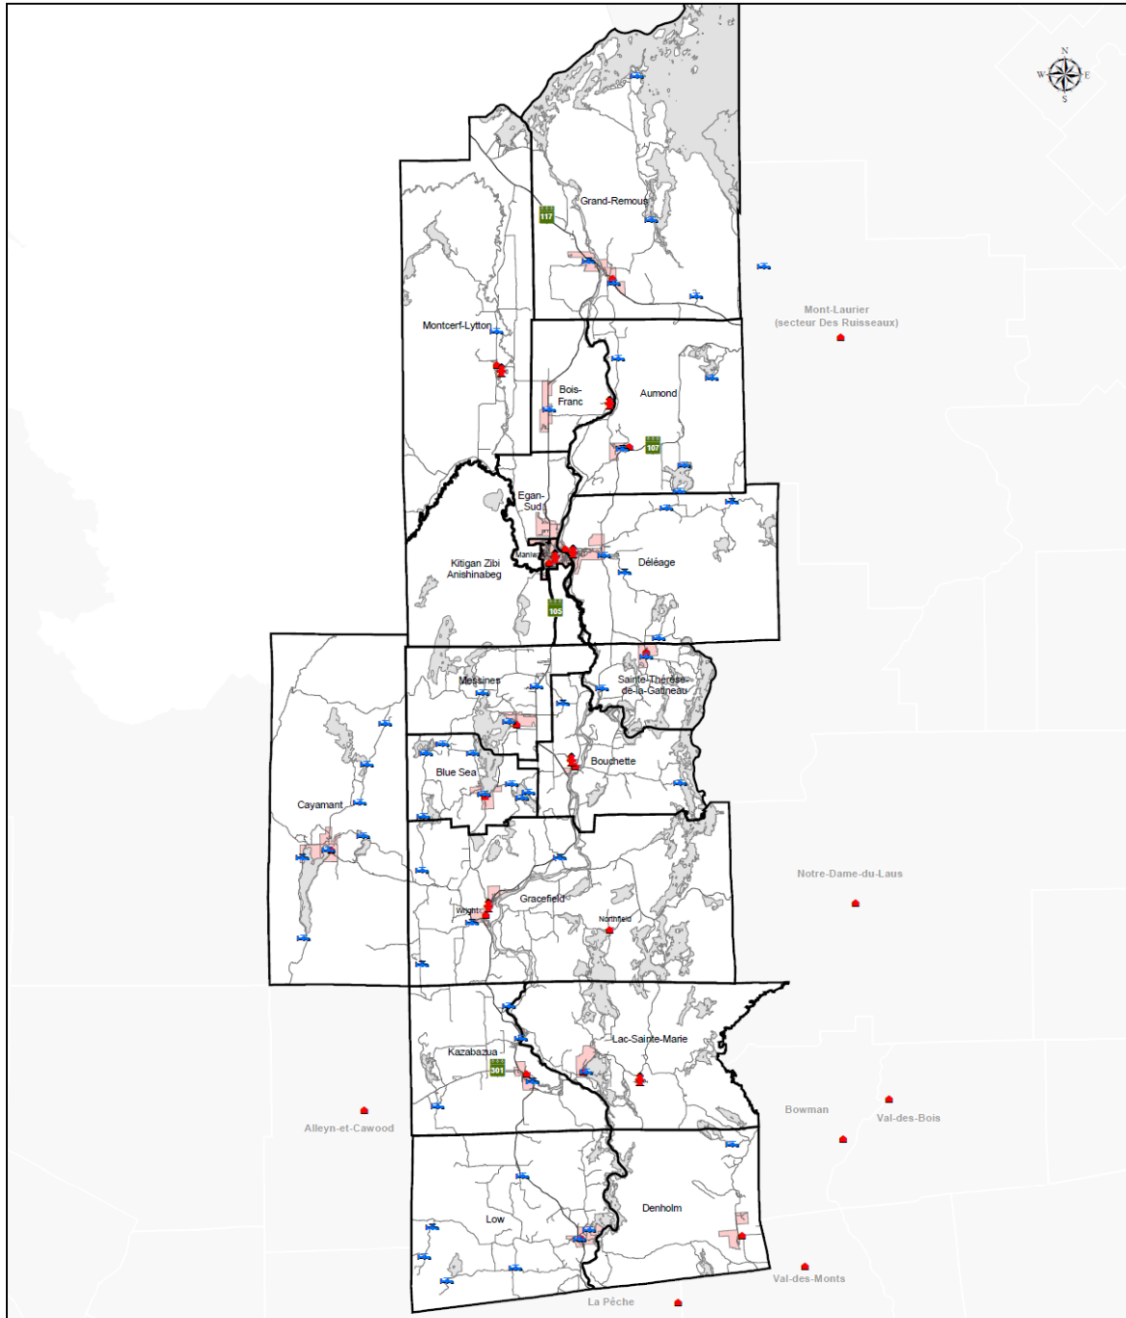 N
W E
S
Grand-Remous
117
Mont-Laurier
(secteur Des Ruisseaux)
Montcerf-Lytton
Bois-
Franc
Aumond
107
Egan-
Sud
Kitigan Zibi
Anishinabeg
Déléage
105
Messines
Sainte-Thérèse-
de-la-Gatineau
Bouchette
Blue Sea
Cayamant
Notre-Dame-du-Laus
Gracefield
Wright
Northfield
Lac-Sainte-Marie
Kazabazua
301
Bowman
Val-des-Bois
Alleyn-et-Cawood
Denholm
Low
Val-des-Monts
La Pêche